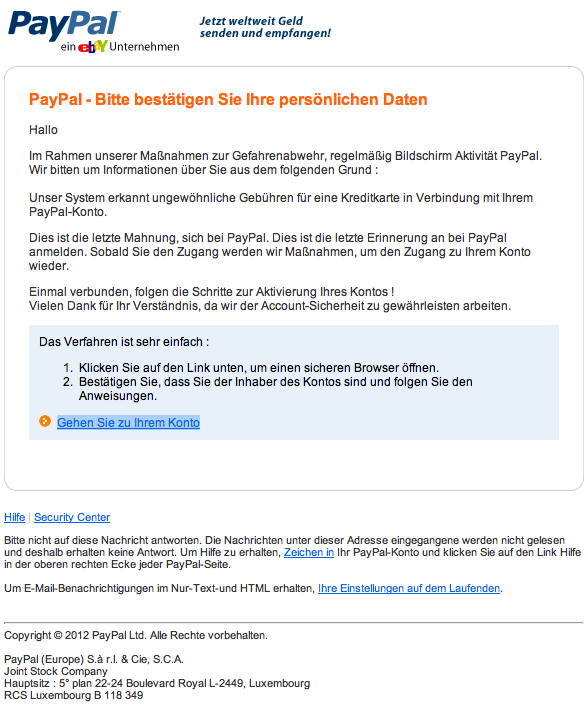 PayPal™
ein ebY Unternehmen
Jetzt weltweit Geld
senden und empfangen!
PayPal - Bitte bestätigen Sie Ihre persönlichen Daten
Hallo
Im Rahmen unserer Maßnahmen zur Gefahrenabwehr, regelmäßig Bildschirm Aktivität PayPal.
Wir bitten um Informationen über Sie aus dem folgenden Grund :
Unser System erkannt ungewöhnliche Gebühren für eine Kreditkarte in Verbindung mit Ihrem
PayPal-Konto.
Dies ist die letzte Mahnung, sich bei PayPal. Dies ist die letzte Erinnerung an bei PayPal
anmelden. Sobald Sie den Zugang werden wir Maßnahmen, um den Zugang zu Ihrem Konto
wieder.
Einmal verbunden, folgen die Schritte zur Aktivierung Ihres Kontos !
Vielen Dank für Ihr Verständnis, da wir der Account-Sicherheit zu gewährleisten arbeiten.
Das Verfahren ist sehr einfach :
1. Klicken Sie auf den Link unten, um einen sicheren Browser öffnen.
2. Bestätigen Sie, dass Sie der Inhaber des Kontos sind und folgen Sie den
Anweisungen.
Gehen Sie zu Ihrem Konto
Hilfe | Security Center
Bitte nicht auf diese Nachricht antworten. Die Nachrichten unter dieser Adresse eingegangene werden nicht gelesen
und deshalb erhalten keine Antwort. Um Hilfe zu erhalten, Zeichen in Ihr PayPal-Konto und klicken Sie auf den Link Hilfe
in der oberen rechten Ecke jeder PayPal-Seite.
Um E-Mail-Benachrichtigungen im Nur-Text-und HTML erhalten, Ihre Einstellungen auf dem Laufenden.
Copyright © 2012 PayPal Ltd. Alle Rechte vorbehalten.
PayPal (Europe) S.à r.l. & Cie, S.C.A.
Joint Stock Company
Hauptsitz : 5° plan 22-24 Boulevard Royal L-2449, Luxembourg
RCS Luxembourg B 118 349